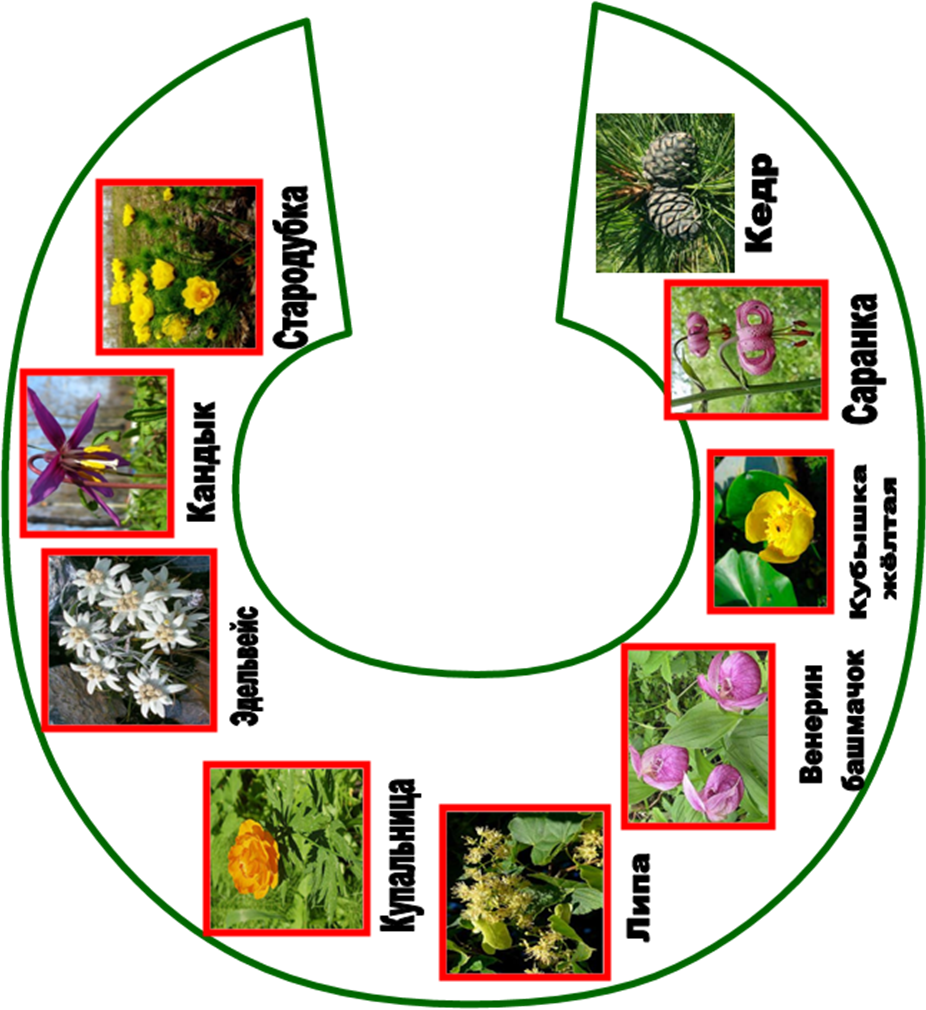 Стародубка
Кандык
Эдельвейс
Купальница
Липа
Венерин
башмачок
Кубышка
жёлтая
Саранка
Кедр